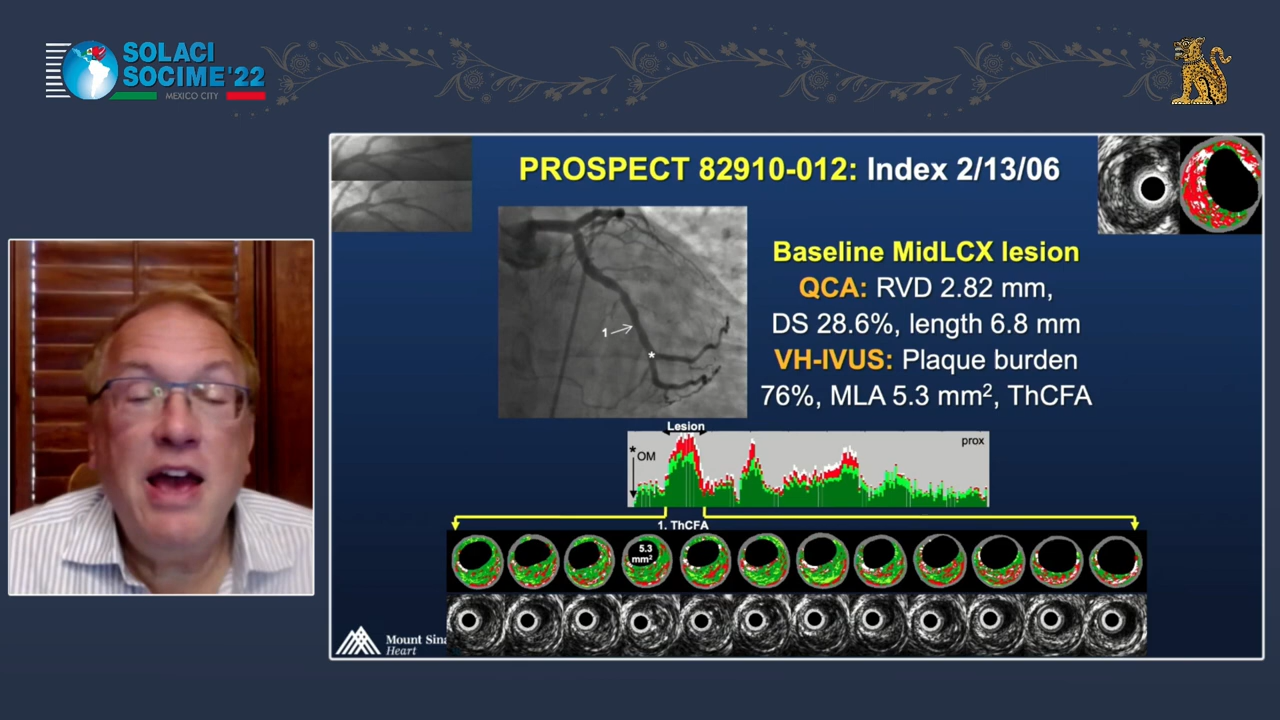 SOLACI
SOCIME'22
MEXICO CITY
PROSPECT 82910-012: Index 2/13/06
Baseline MidLCX lesion
QCA: RVD 2.82 mm,
DS 28.6%, length 6.8 mm
VH-IVUS: Plaque burden
76%, MLA 5.3 mm², ThCFA
1
*
Lesion
prox
* OM
1. ThCFA
5.3
mm²
Mount Sina
Heart